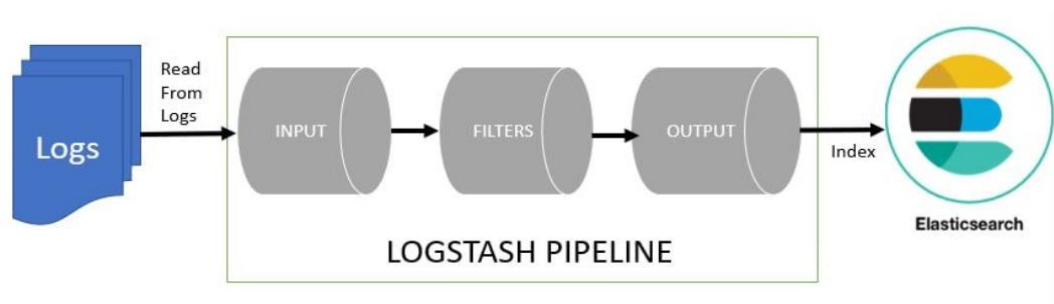 Logs
Read
From
Logs
INPUT
FILTERS
OUTPUT
Index
Elasticsearch
LOGSTASH PIPELINE